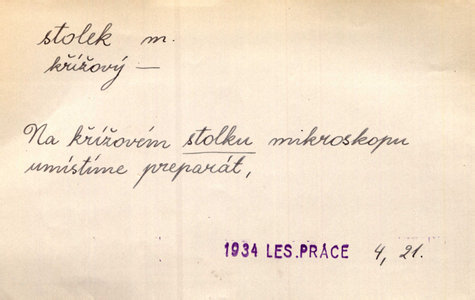 stolek m.
křížový —
Na křížovém stolku mikroskopu
umístíme preparát,
1934 LES.PRÁCE 4, 21.